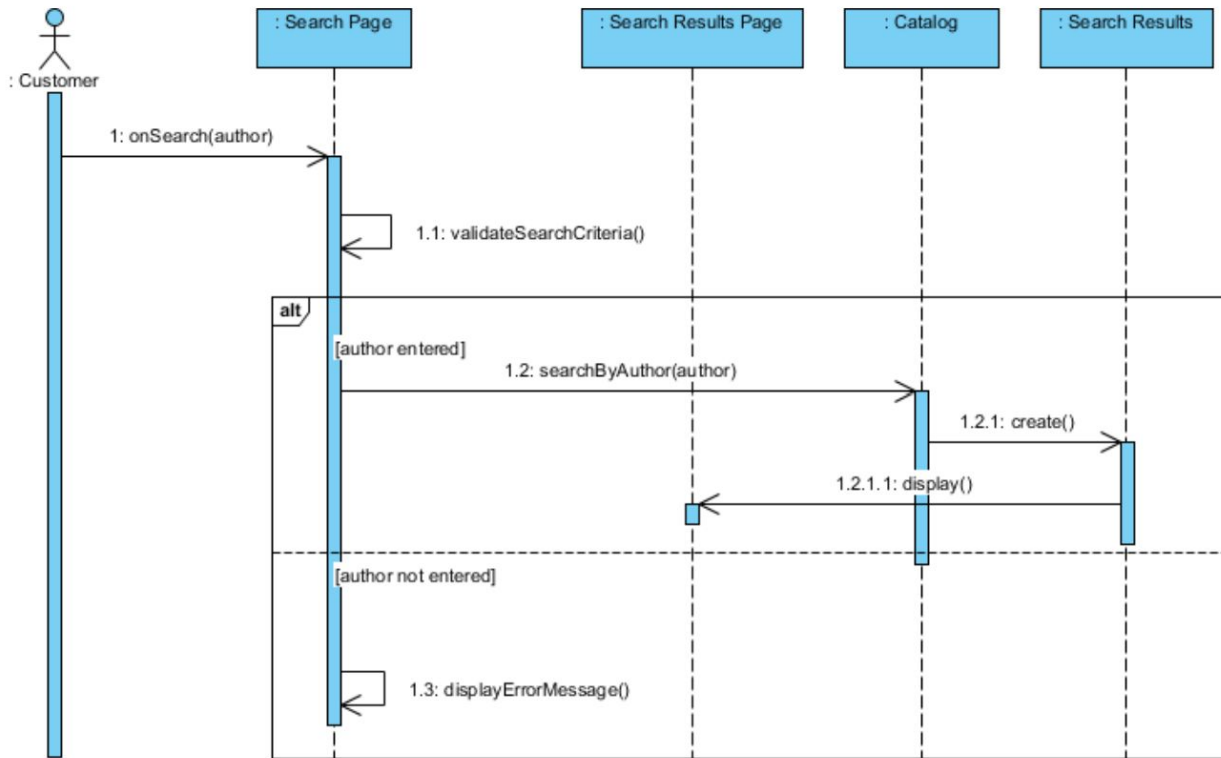 : Search Page
: Search Results Page
: Catalog
: Search Results
: Customer
1: onSearch(author)
1.1: validateSearchCriteria()
alt
[author entered]
1.2: searchByAuthor(author)
1.2.1: create()
1.2.1.1: display()
[author not entered]
1.3: displayErrorMessage()